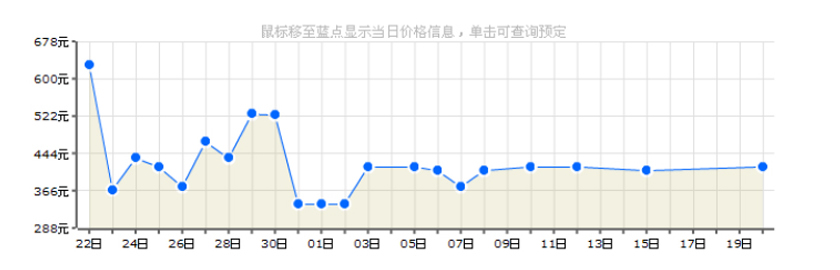 鼠标移至蓝点显示当日价格信息，单击可查询预定
678元
600元
522元
444元
366元
288元
22日 24日 26日 28日 30日 01日 03日 05日 07日 09日 11日 13日 15日 17日 19日